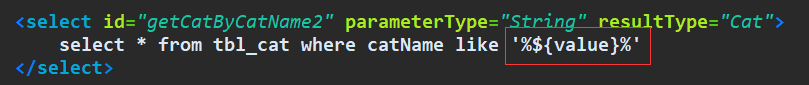 <select id="getCatByCatName2" parameterType="String" resultType="Cat">
select * from tbl_cat where catName like '%${value}%'
</select>